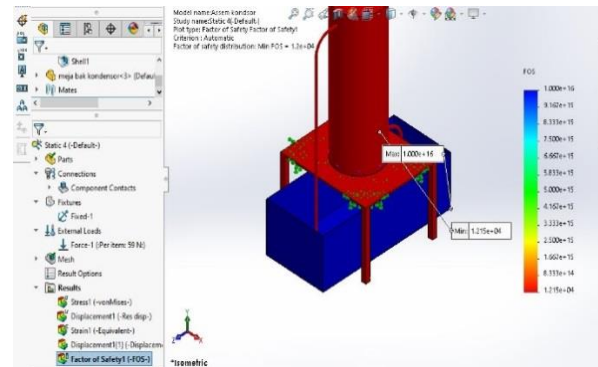 Model name:Assem kondsor
Study name:Static 4(-Default-)
Plot type: Factor of Safety Factor of Safety1
Criterion : Automatic
Factor of safety distribution: Min FOS = 1.2e+04
Shell1
meja bak kondenser<3> (Defaul
Mates
Static 4 (-Default-)
Parts
Connections
Component Contacts
Fixtures
Fixed-1
External Loads
Force-1 (:Per item: 59 N:)
Mesh
Result Options
Results
Stress1 (-vonMises-)
Displacement1 (-Res disp-)
Strain1 (-Equivalent-)
Displacement1{1} (-Displacem
Factor of Safety1 (-FOS-)
Max: 1.000e+16
Min: 1.215e+04
FOS
1.000e+16
9.167e+15
8.333e+15
7.500e+15
6.667e+15
5.833e+15
5.000e+15
4.167e+15
3.333e+15
2.500e+15
1.667e+15
8.333e+14
1.215e+04
*Isometric